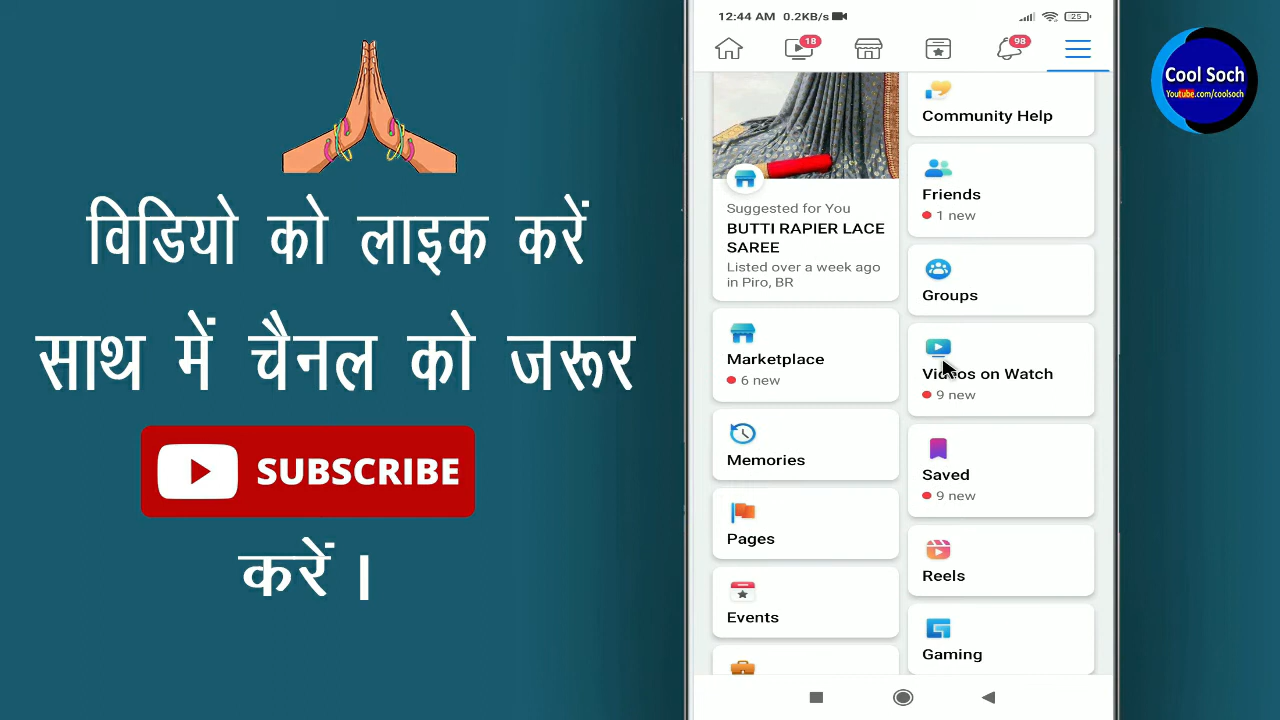 विडियो को लाइक करें
साथ में चैनल को जरूर
SUBSCRIBE
करें ।
12:44 AM 0.2KB/s
25
18
98
Suggested for You
BUTTI RAPIER LACE
SAREE
Listed over a week ago
in Piro, BR
Marketplace
6 new
Memories
Pages
Events
Community Help
Friends
1 new
Groups
Videos on Watch
9 new
Saved
9 new
Reels
Gaming
Cool Soch
Youtube.com/coolsoch